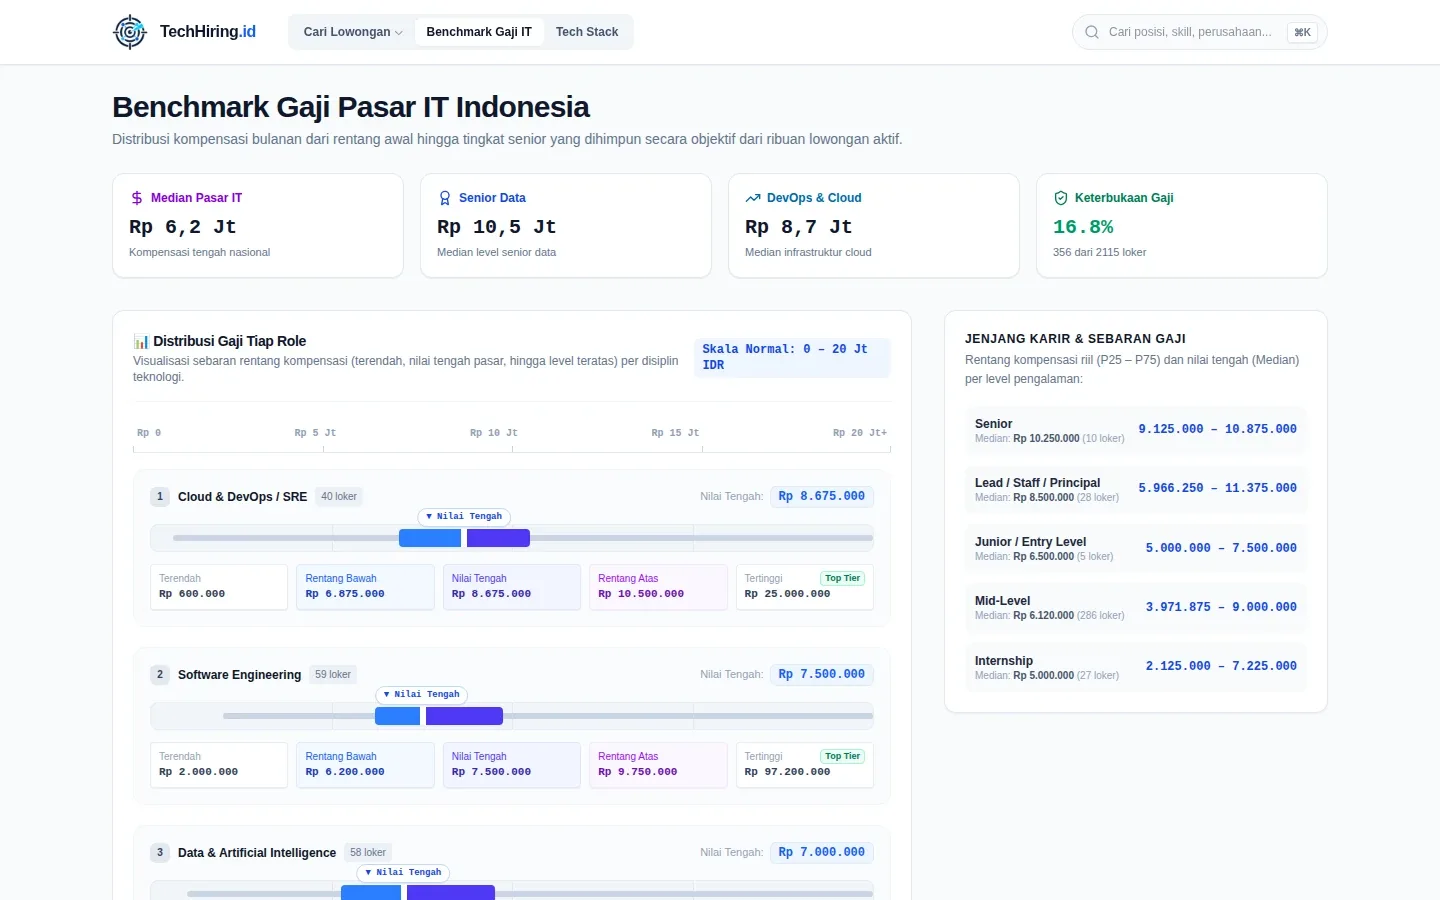 TechHiring.id
Cari Lowongan
Benchmark Gaji IT
Tech Stack
Cari posisi, skill, perusahaan...
⌘K
Benchmark Gaji Pasar IT Indonesia
Distribusi kompensasi bulanan dari rentang awal hingga tingkat senior yang dihimpun secara objektif dari ribuan lowongan aktif.
Median Pasar IT
Rp 6,2 Jt
Kompensasi tengah nasional
Senior Data
Rp 10,5 Jt
Median level senior data
DevOps & Cloud
Rp 8,7 Jt
Median infrastruktur cloud
Keterbukaan Gaji
16.8%
356 dari 2115 loker
📊 Distribusi Gaji Tiap Role
Visualisasi sebaran rentang kompensasi (terendah, nilai tengah pasar, hingga level teratas) per disiplin
teknologi.
Skala Normal: 0 – 20 Jt
IDR
Rp 0
Rp 5 Jt
Rp 10 Jt
Rp 15 Jt
Rp 20 Jt+
1 Cloud & DevOps / SRE 40 loker
Nilai Tengah: Rp 8.675.000
▼ Nilai Tengah
Terendah
Rp 600.000
Rentang Bawah
Rp 6.875.000
Nilai Tengah
Rp 8.675.000
Rentang Atas
Rp 10.500.000
Tertinggi Top Tier
Rp 25.000.000
2 Software Engineering 59 loker
Nilai Tengah: Rp 7.500.000
▼ Nilai Tengah
Terendah
Rp 2.000.000
Rentang Bawah
Rp 6.200.000
Nilai Tengah
Rp 7.500.000
Rentang Atas
Rp 9.750.000
Tertinggi Top Tier
Rp 97.200.000
3 Data & Artificial Intelligence 58 loker
Nilai Tengah: Rp 7.000.000
▼ Nilai Tengah
JENJANG KARIR & SEBARAN GAJI
Rentang kompensasi riil (P25 – P75) dan nilai tengah (Median)
per level pengalaman:
Senior
Median: Rp 10.250.000 (10 loker)
9.125.000 – 10.875.000
Lead / Staff / Principal
Median: Rp 8.500.000 (28 loker)
5.966.250 – 11.375.000
Junior / Entry Level
Median: Rp 6.500.000 (5 loker)
5.000.000 – 7.500.000
Mid-Level
Median: Rp 6.120.000 (286 loker)
3.971.875 – 9.000.000
Internship
Median: Rp 5.000.000 (27 loker)
2.125.000 – 7.225.000